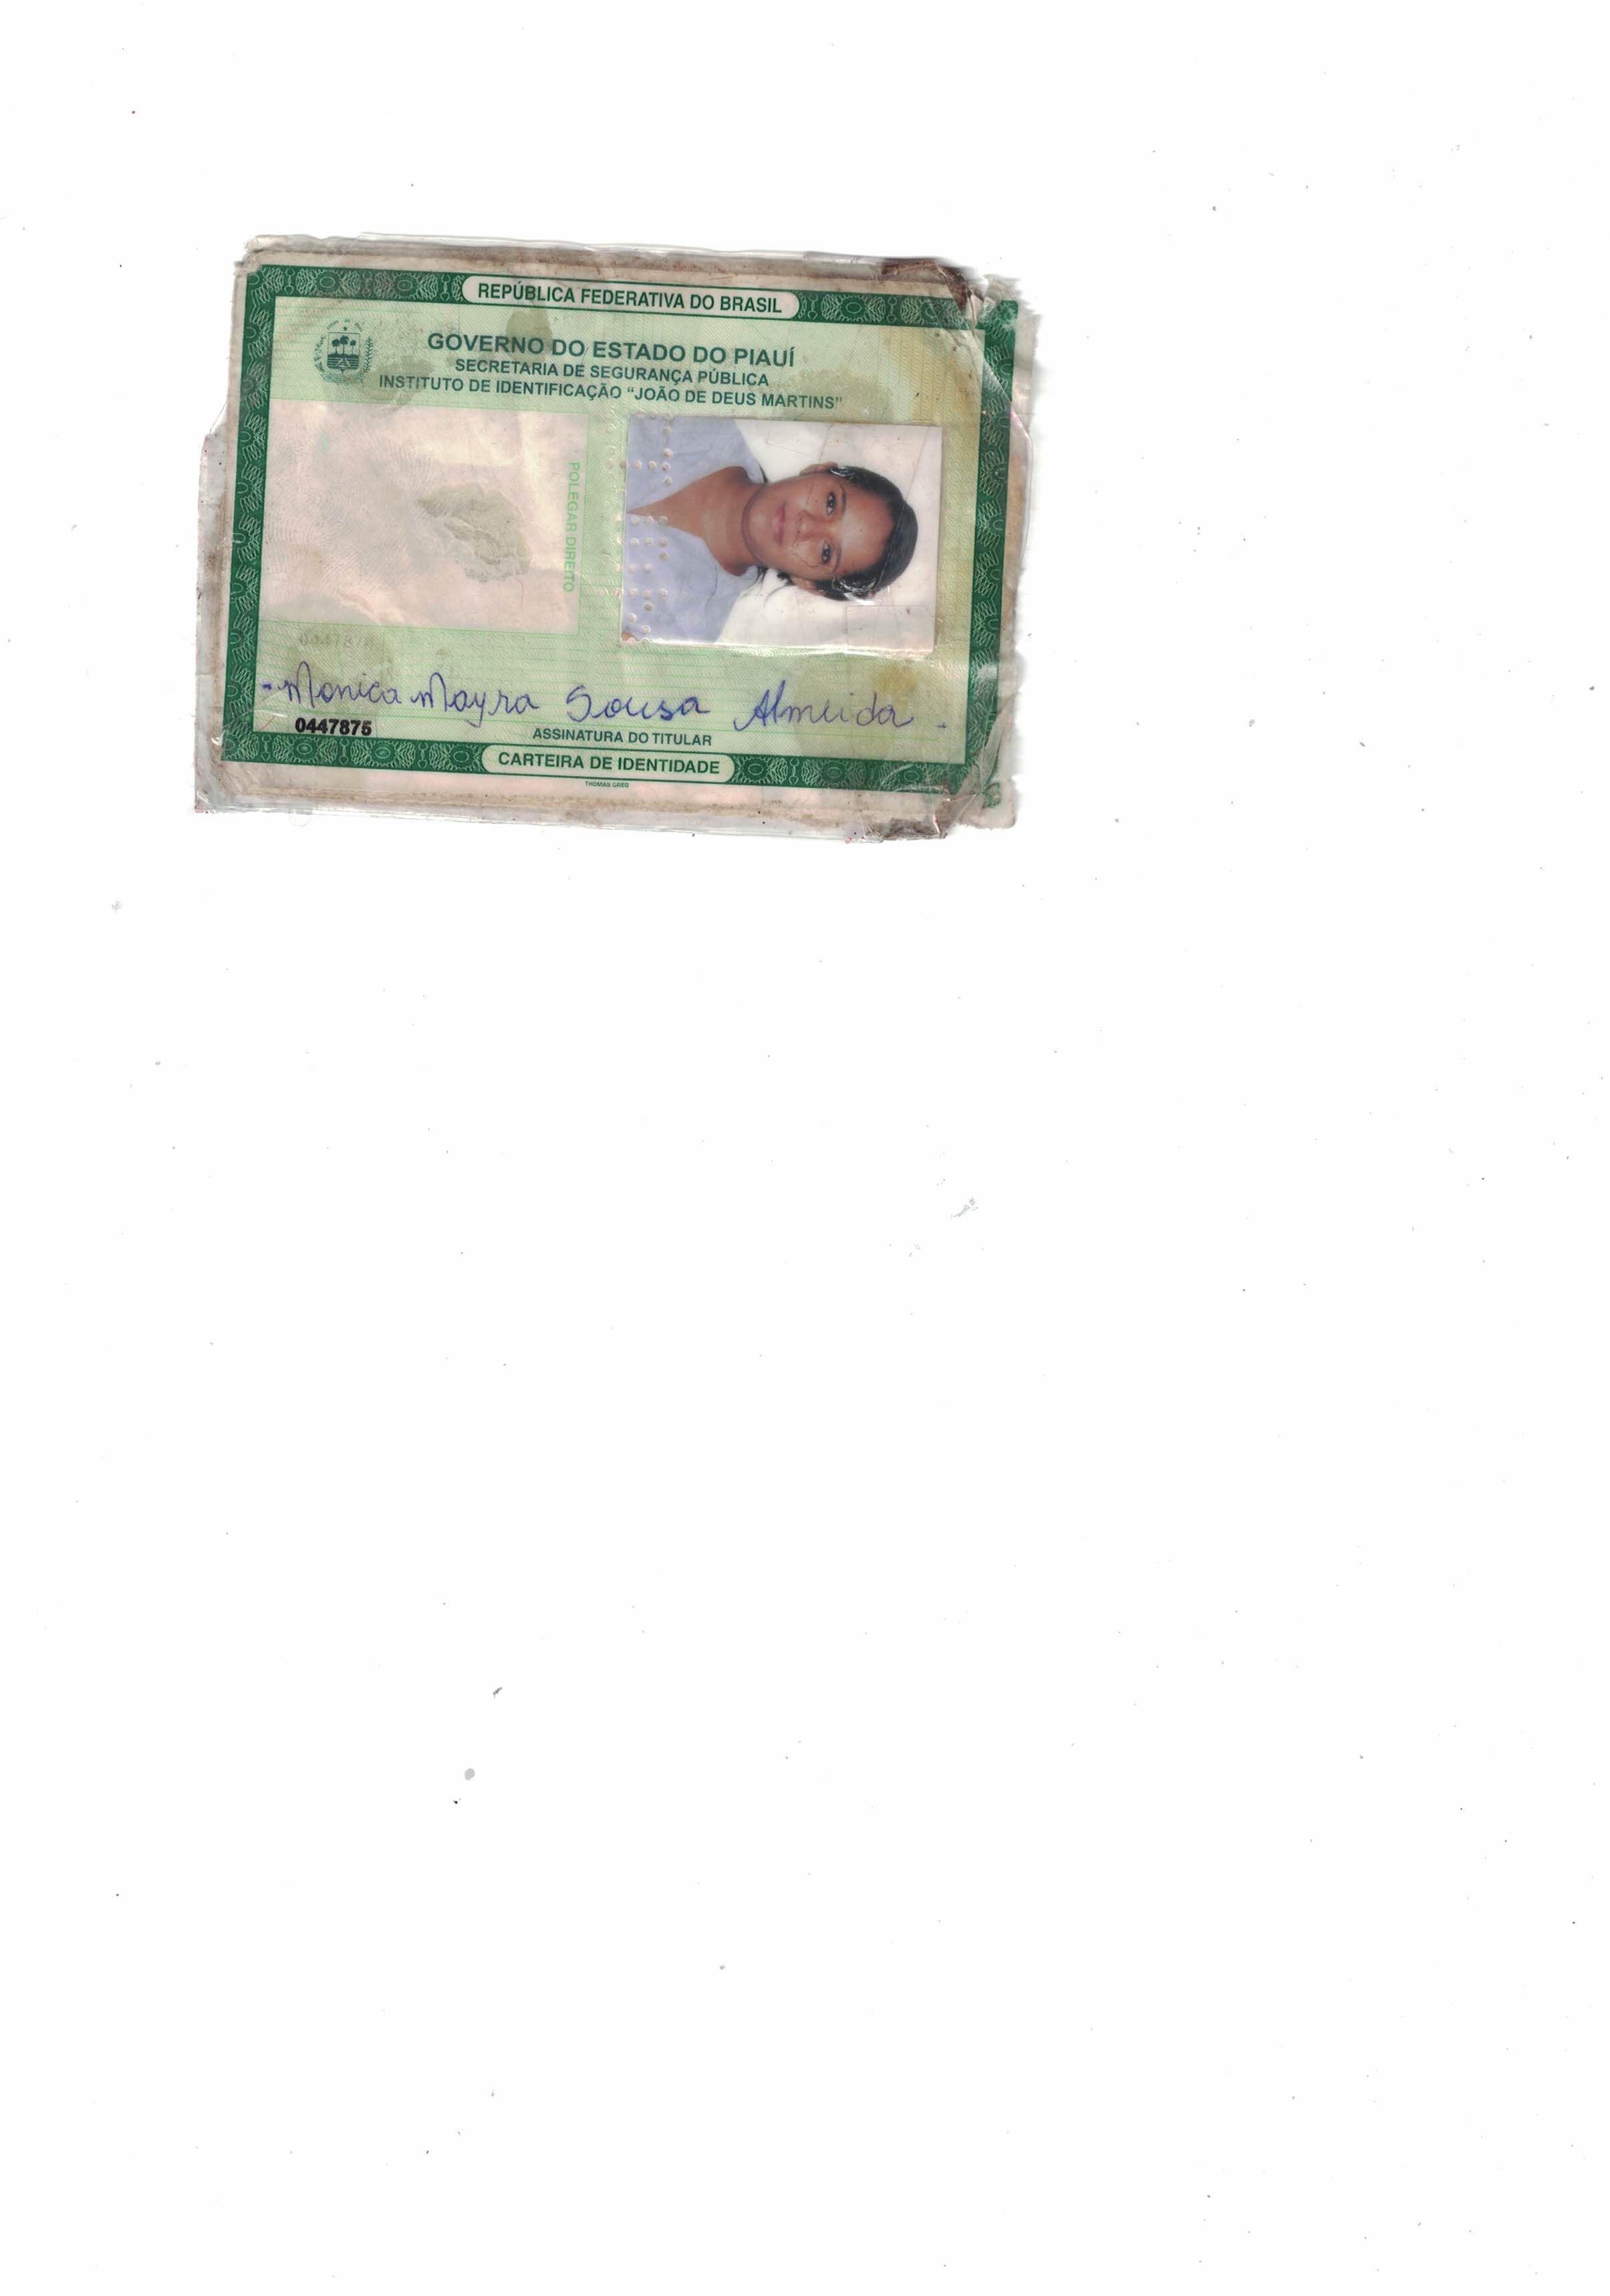 REPÚBLICA FEDERATIVA DO BRASIL
GOVERNO DO ESTADO DO PIAUÍ
SECRETARIA DE SEGURANÇA PÚBLICA
INSTITUTO DE IDENTIFICAÇÃO “JOÃO DE DEUS MARTINS”
POLEGAR DIREITO
Monica Mayra Sousa Almeida
0447875
ASSINATURA DO TITULAR
CARTEIRA DE IDENTIDADE
THOMAS GREG